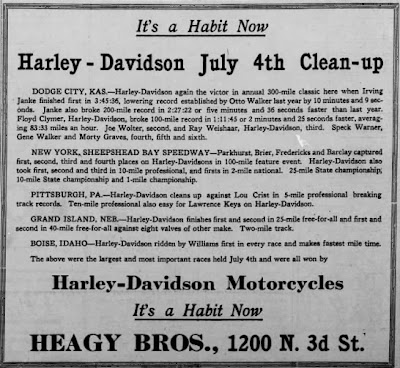 It's a Habit Now
Harley-Davidson July 4th Clean-up
DODGE CITY, KAS.—Harley-Davidson again the victor in annual 300-mile classic here when Irving
Janke finished first in 3:45:36, lowering record established by Otto Walker last year by 10 minutes and 9 sec-
onds. Janke also broke 200-mile record in 2:27:22 or five minutes and 36 seconds faster than last year.
Floyd Clymer, Harley-Davidson, broke 100-mile record in 1:11:45 or 2 minutes and 25 seconds faster, averag-
ing 83:33 miles an hour. Joe Wolter, second, and Ray Weishaar, Harley-Davidson, third. Speck Warner,
Gene Walker and Morty Graves, fourth, fifth and sixth.
NEW YORK, SHEEPSHEAD BAY SPEEDWAY—Parkhurst, Brier, Fredericks and Barclay captured
first, second, third and fourth places on Harley-Davidsons in 100-mile feature event. Harley-Davidson also
took first, second and third in 10-mile professional, and firsts in 2-mile national. 25-mile State championship;
10-mile State championship and 1-mile championship.
PITTSBURGH, PA—Harley-Davidson cleans up against Lou Crist in 5-mile professional breaking
track records. Ten-mile professional also easy for Lawrence Keys on Harley-Davidson.
GRAND ISLAND, NEB.—Harley-Davidson finishes first and second in 25-mile free-for-all and first and
second in 40-mile free-for-all against eight valves of other make. Two-mile track.
BOISE, IDAHO—Harley-Davidson ridden by Williams first in every race and makes fastest mile time.
The above were the largest and most important races held July 4th and were all won by
Harley-Davidson Motorcycles
It's a Habit Now
HEAGY BROS., 1200 N. 3d St.